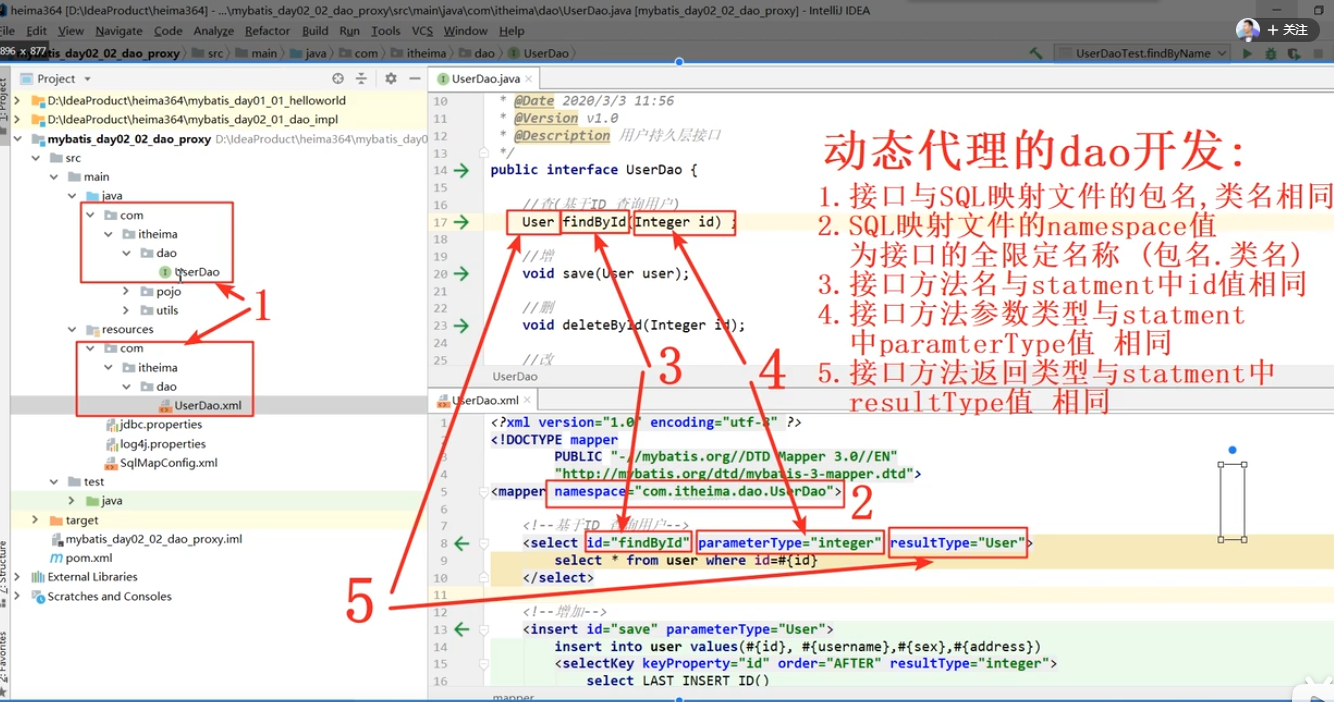 heima364 [D:\IdeaProduct\heima364] - ...\mybatis_day02_02_dao_proxy\src\main\java\com\itheima\dao\UserDao.java [mybatis_day02_02_dao_proxy] - IntelliJ IDEA
File Edit View Navigate Code Analyze Refactor Build Run Tools VCS Window Help
+ 关注
896 x 877
tis_day02_02_dao_proxy src main java com itheima dao UserDao
UserDaoTest.findByName
Project
1: Project
D:\IdeaProduct\heima364\mybatis_day01_01_helloworld
D:\IdeaProduct\heima364\mybatis_day02_01_dao_impl
mybatis_day02_02_dao_proxy D:\IdeaProduct\heima364\mybatis_day0
src
main
java
com
itheima
dao
UserDao
pojo
utils
resources
com
itheima
dao
UserDao.xml
jdbc.properties
log4j.properties
SqlMapConfig.xml
test
java
target
mybatis_day02_02_dao_proxy.iml
pom.xml
External Libraries
Scratches and Consoles
Z: Structure
2: Favorites
1
UserDao.java
10 * @Date 2020/3/3 11:56
11 * @Version v1.0
12 * @Description 用户持久层接口
13 */
14 public interface UserDao {
15
16 //查(基于ID 查询用户)
17 User findById(Integer id) ;
18
19 //增
20 void save(User user);
21
22 //删
23 void deleteById(Integer id);
24
25 //改
UserDao
3
4
5
动态代理的dao开发:
1.接口与SQL映射文件的包名,类名相同
2.SQL映射文件的namespace值
为接口的全限定名称 (包名.类名)
3.接口方法名与statment中id值相同
4.接口方法参数类型与statment
中paramterType值 相同
5.接口方法返回类型与statment中
resultType值 相同
UserDao.xml
1 <?xml version="1.0" encoding="utf-8" ?>
2 <!DOCTYPE mapper
3 PUBLIC "-//mybatis.org//DTD Mapper 3.0//EN"
4 "http://mybatis.org/dtd/mybatis-3-mapper.dtd">
5 <mapper namespace="com.itheima.dao.UserDao">
2
6
7 <!--基于ID 查询用户-->
8 <select id="findById" parameterType="integer" resultType="User">
9 select * from user where id=#{id}
10 </select>
11
12 <!--增加-->
13 <insert id="save" parameterType="User">
14 insert into user values(#{id}, #{username},#{sex},#{address})
15 <selectKey keyProperty="id" order="AFTER" resultType="integer">
16 select LAST_INSERT_ID()
mapper